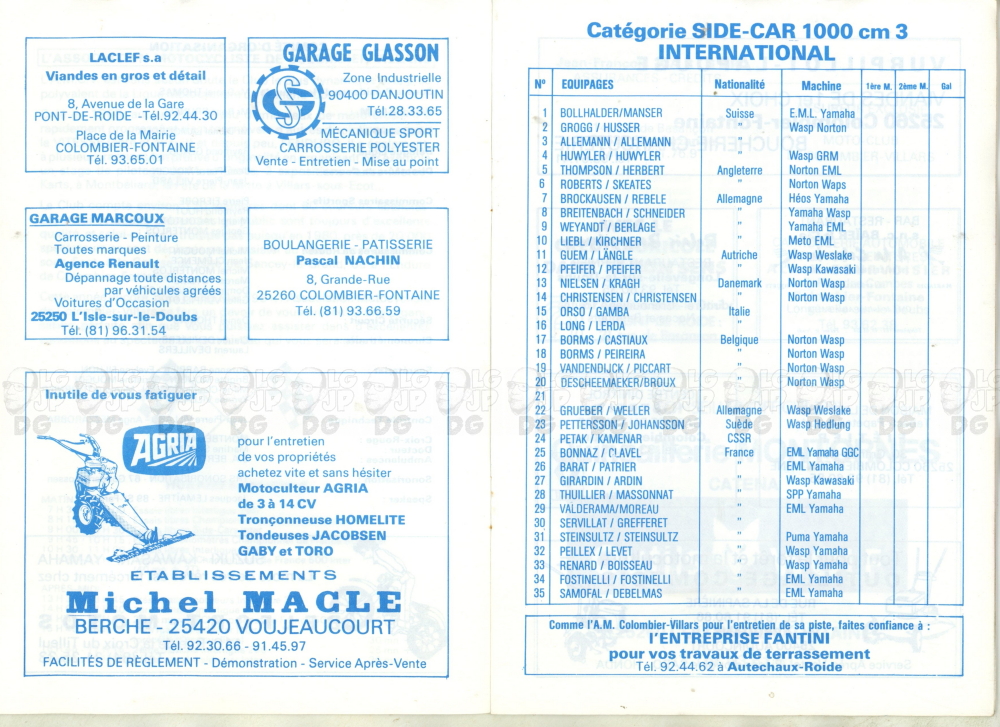 LACLEF s.a
Viandes en gros et détail
8, Avenue de la Gare
PONT-DE-ROIDE - Tél.92.44.30
Place de la Mairie
COLOMBIER-FONTAINE
Tél. 93.65.01
GARAGE GLASSON
GS
Zone Industrielle
90400 DANJOUTIN
Tél.28.33.65
MÉCANIQUE SPORT
CARROSSERIE POLYESTER
Vente - Entretien - Mise au point
GARAGE MARCOUX
Carrosserie - Peinture
Toutes marques
Agence Renault
Dépannage toute distances
par véhicules agréés
Voitures d'Occasion
25250 L'Isle-sur-le-Doubs
Tél. (81) 96.31.54
BOULANGERIE - PATISSERIE
Pascal NACHIN
8, Grande-Rue
25260 COLOMBIER-FONTAINE
Tél. (81) 93.66.59
Inutile de vous fatiguer
AGRIA
pour l'entretien
de vos propriétés
achetez vite et sans hésiter
Motoculteur AGRIA
de 3 à 14 CV
Tronçonneuse HOMELITE
Tondeuses JACOBSEN
GABY et TORO
ETABLISSEMENTS
Michel MACLE
BERCHE - 25420 VOUJEAUCOURT
Tél. 92.30.66 - 91.45.97
FACILITÉS DE RÈGLEMENT - Démonstration - Service Après-Vente
Catégorie SIDE-CAR 1000 cm 3
INTERNATIONAL
N° EQUIPAGES Nationalité Machine 1ère M. 2ème M. Gal
1 BOLLHALDER/MANSER Suisse E.M.L. Yamaha
2 GROGG / HUSSER " Wasp Norton
3 ALLEMANN / ALLEMANN "
4 HUWYLER / HUWYLER " Wasp GRM
5 THOMPSON / HERBERT Angleterre Norton EML
6 ROBERTS / SKEATES " Norton Waps
7 BROCKAUSEN / REBELE Allemagne Héos Yamaha
8 BREITENBACH / SCHNEIDER " Yamaha Wasp
9 WEYANDT / BERLAGE " Yamaha EML
10 LIEBL / KIRCHNER " Meto EML
11 GUEM / LÄNGLE Autriche Wasp Weslake
12 PFEIFER / PFEIFER " Wasp Kawasaki
13 NIELSEN / KRAGH Danemark Norton Wasp
14 CHRISTENSEN / CHRISTENSEN " Norton Wasp
15 ORSO / GAMBA Italie
16 LONG / LERDA "
17 BORMS / CASTIAUX Belgique Norton Wasp
18 BORMS / PEIREIRA " Norton Wasp
19 VANDENDIJCK / PICCART " Norton Wasp
20 DESCHEEMAEKER/BROUX " Norton Wasp
21
22 GRUEBER / WELLER Allemagne Wasp Weslake
23 PETTERSSON / JOHANSSON Suède Wasp Hedlung
24 PETAK / KAMENAR CSSR
25 BONNAZ / CLAVEL France EML Yamaha GGC
26 BARAT / PATRIER " EML Yamaha
27 GIRARDIN / ARDIN " Wasp Kawasaki
28 THUILLIER / MASSONNAT " SPP Yamaha
29 VALDERAMA/MOREAU " EML Yamaha
30 SERVILLAT / GREFFERET "
31 STEINSULTZ / STEINSULTZ " Puma Yamaha
32 PEILLEX / LEVET " Wasp Yamaha
33 RENARD / BOISSEAU " Wasp Yamaha
34 FOSTINELLI / FOSTINELLI " EML Yamaha
35 SAMOFAL / DEBELMAS " EML Yamaha
Comme l'A.M. Colombier-Villars pour l'entretien de sa piste, faites confiance à :
l'ENTREPRISE FANTINI
pour vos travaux de terrassement
Tél. 92.44.62 à Autechaux-Roide